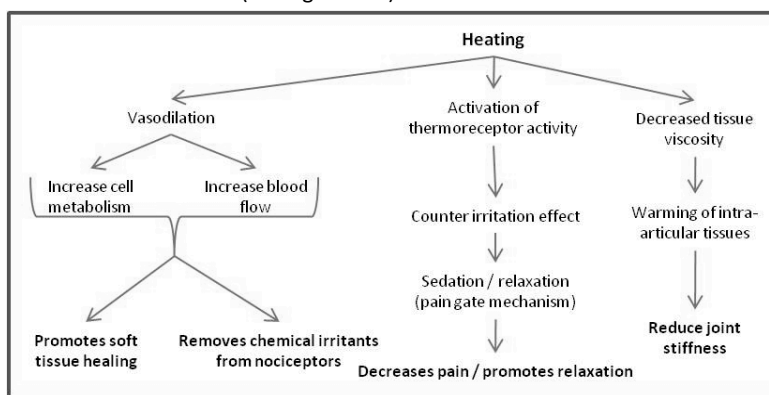 Heating
Vasodilation
Activation of
thermoreceptor activity
Decreased tissue
viscosity
Increase cell
metabolism
Increase blood
flow
Counter irritation effect
Warming of intra-
articular tissues
Sedation / relaxation
(pain gate mechanism)
Promotes soft
tissue healing
Removes chemical irritants
from nociceptors
Reduce joint
stiffness
Decreases pain / promotes relaxation